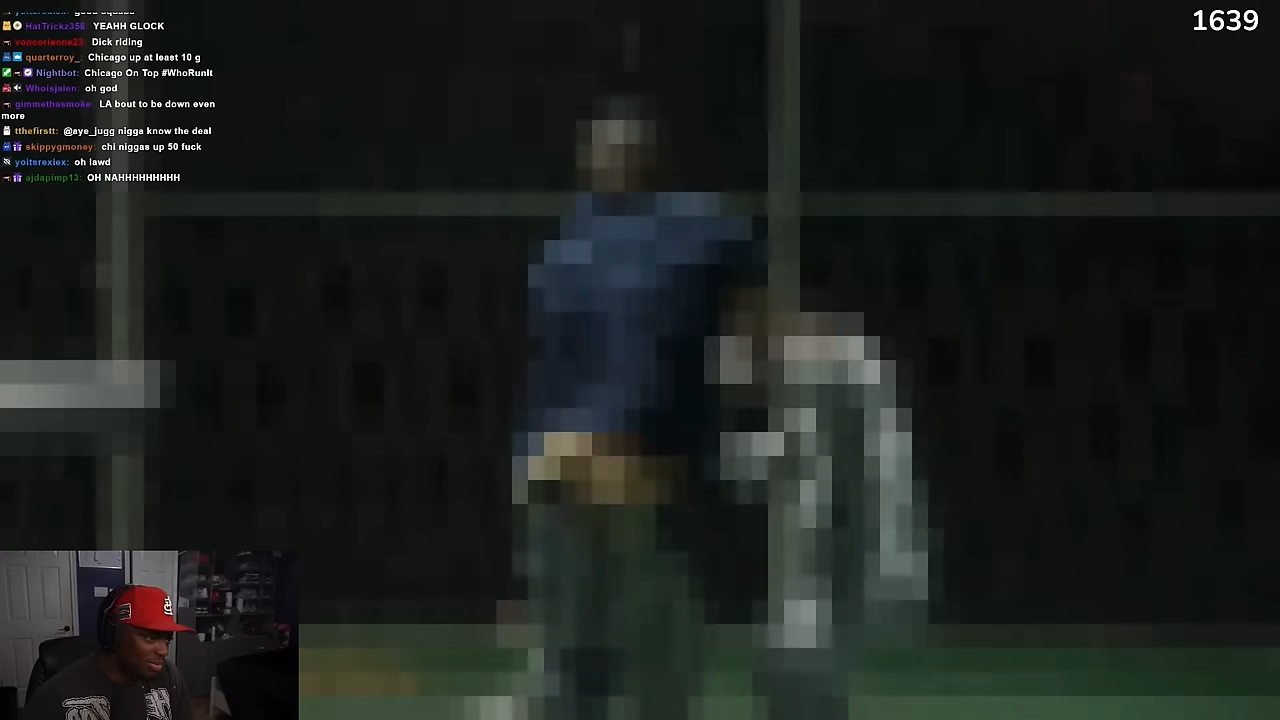 1639
HatTrickz358: YEAHH GLOCK
voncorleone23: Dick riding
quarterroy_: Chicago up at least 10 g
Nightbot: Chicago On Top #WhoRunIt
Whoisjalen: oh god
gimmethasmoke: LA bout to be down even
more
tthefirstt: @aye_jugg nigga know the deal
skippygmoney: chi niggas up 50 fuck
yoitsrexiex: oh lawd
ajdapimp13: OH NAHHHHHHHHH